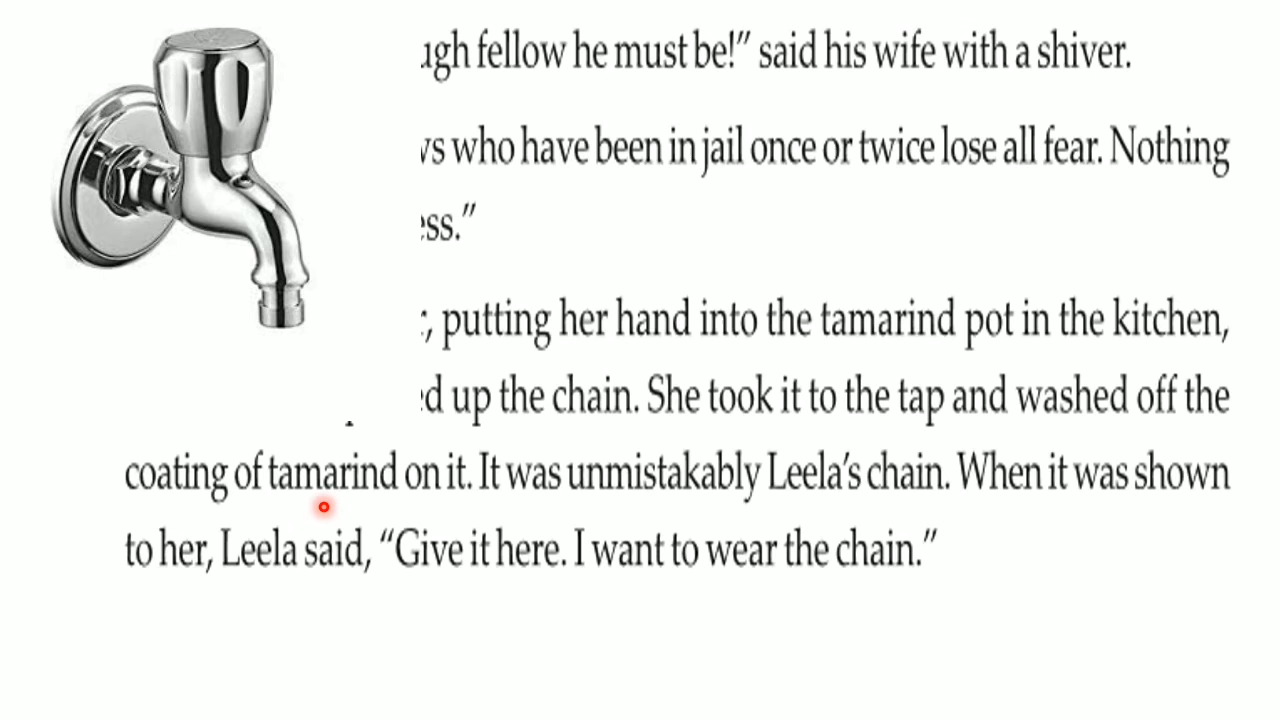 fellow he must be!” said his wife with a shiver.
who have been in jail once or twice lose all fear. Nothing
putting her hand into the tamarind pot in the kitchen,
up the chain. She took it to the tap and washed off the
coating of tamarind on it. It was unmistakably Leela’s chain. When it was shown
to her, Leela said, “Give it here. I want to wear the chain.”